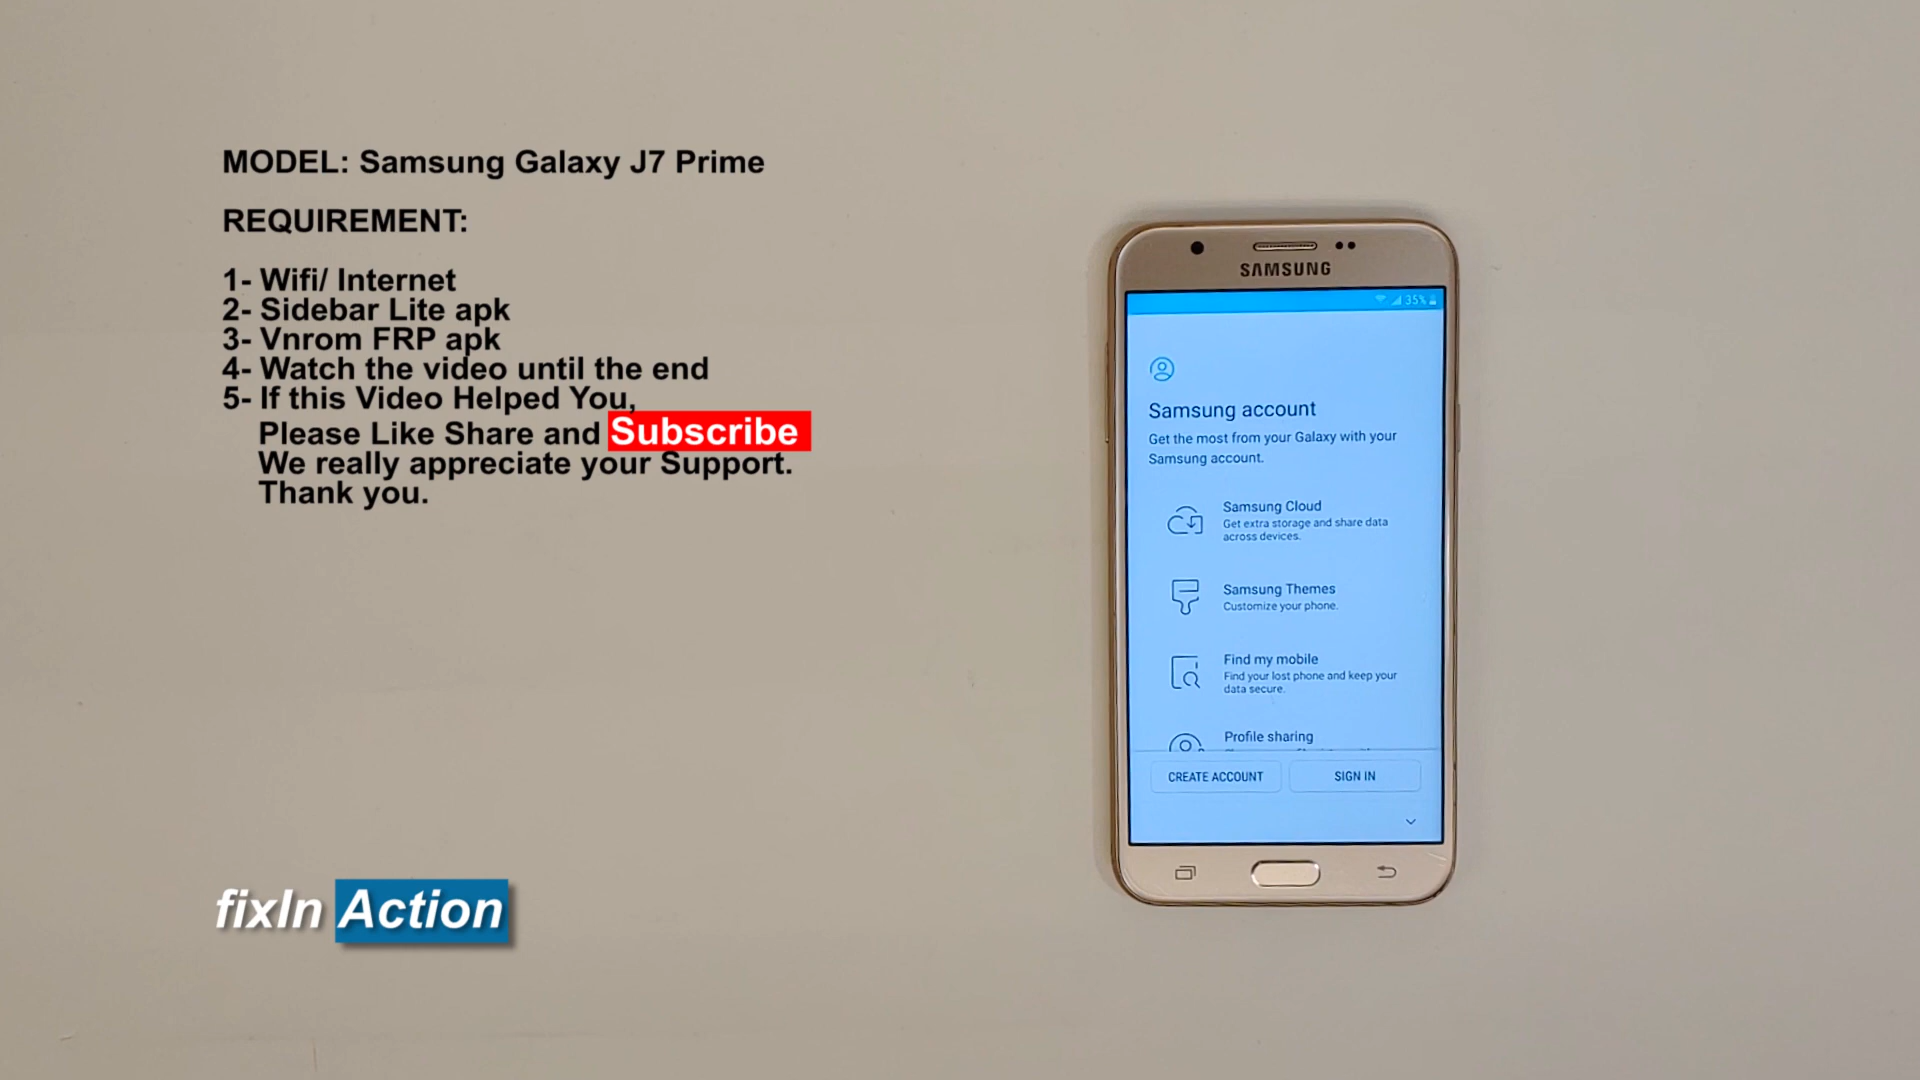 MODEL: Samsung Galaxy J7 Prime
REQUIREMENT:
1- Wifi/ Internet
2- Sidebar Lite apk
3- Vnrom FRP apk
4- Watch the video until the end
5- If this Video Helped You,
Please Like Share and Subscribe
We really appreciate your Support.
Thank you.
fixIn Action
SAMSUNG
35%
Samsung account
Get the most from your Galaxy with your
Samsung account.
Samsung Cloud
Get extra storage and share data
across devices.
Samsung Themes
Customize your phone.
Find my mobile
Find your lost phone and keep your
data secure.
Profile sharing
CREATE ACCOUNT
SIGN IN